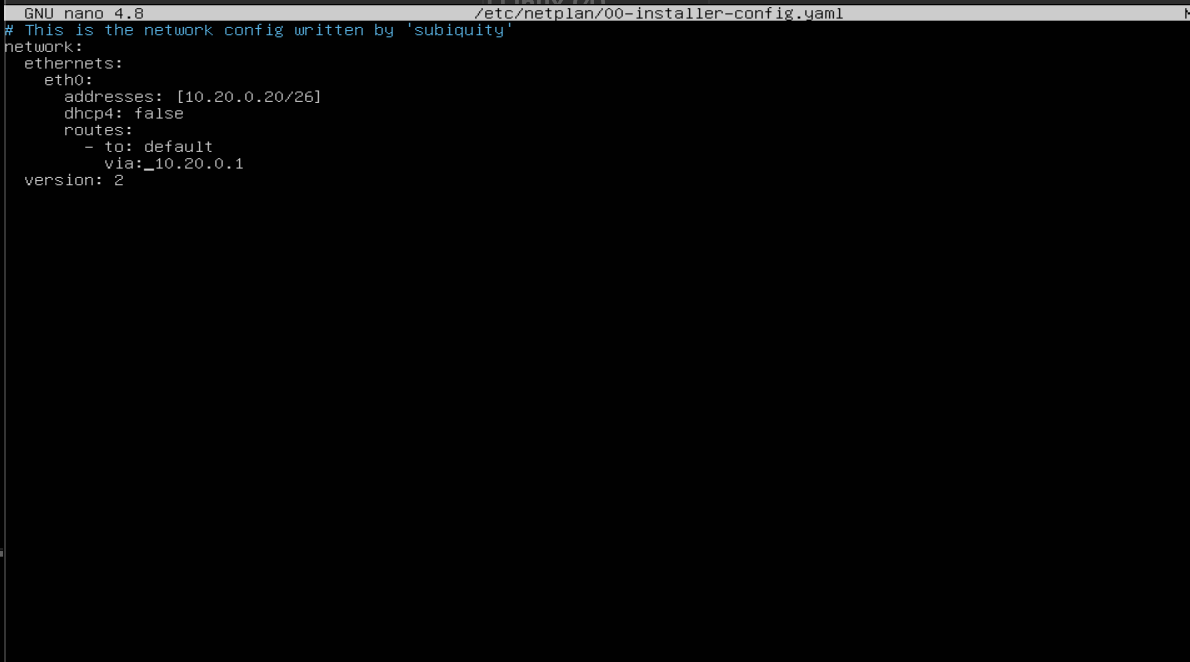 GNU nano 4.8 /etc/netplan/00-installer-config.yaml M
# This is the network config written by 'subiquity'
network:
  ethernets:
    eth0:
      addresses: [10.20.0.20/26]
      dhcp4: false
      routes:
        - to: default
          via: 10.20.0.1
  version: 2